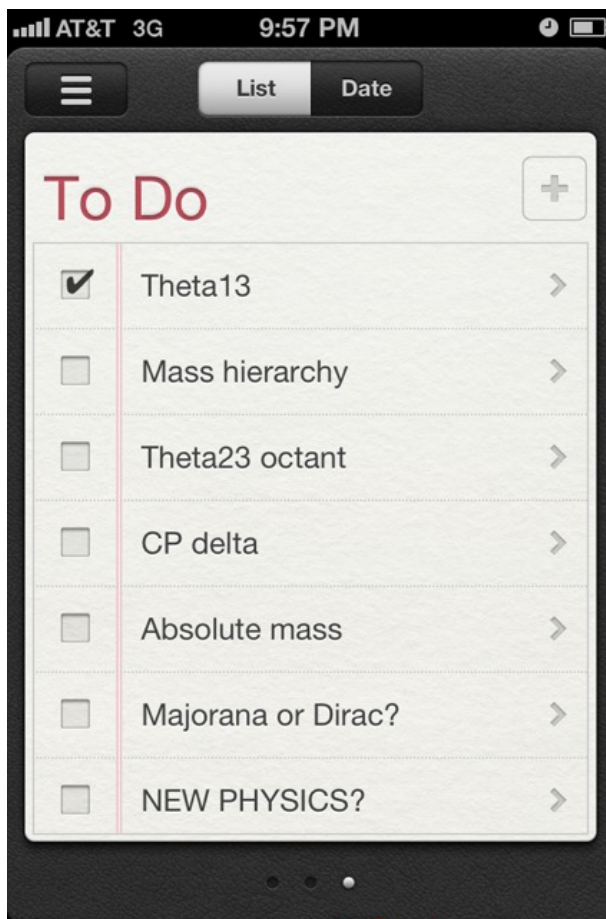 AT&T 3G 9:57 PM
List Date
To Do
Theta13
Mass hierarchy
Theta23 octant
CP delta
Absolute mass
Majorana or Dirac?
NEW PHYSICS?